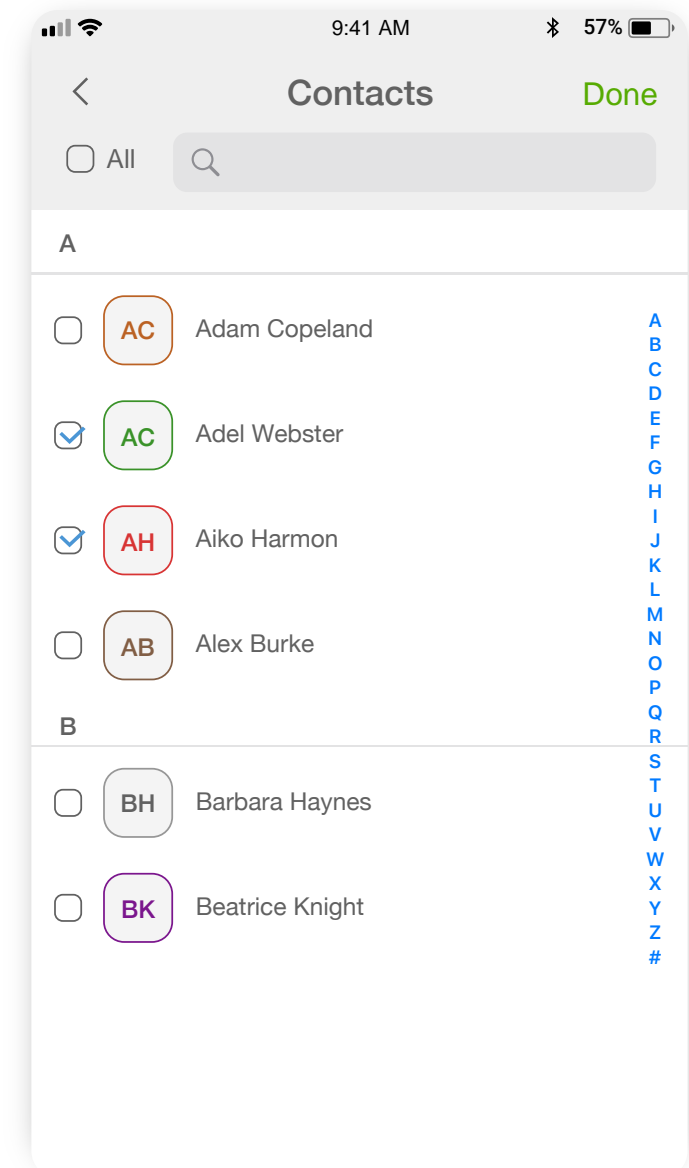 9:41 AM 57%
Contacts Done
All
A
AC Adam Copeland
AC Adel Webster
AH Aiko Harmon
AB Alex Burke
B
BH Barbara Haynes
BK Beatrice Knight
A
B
C
D
E
F
G
H
I
J
K
L
M
N
O
P
Q
R
S
T
U
V
W
X
Y
Z
#